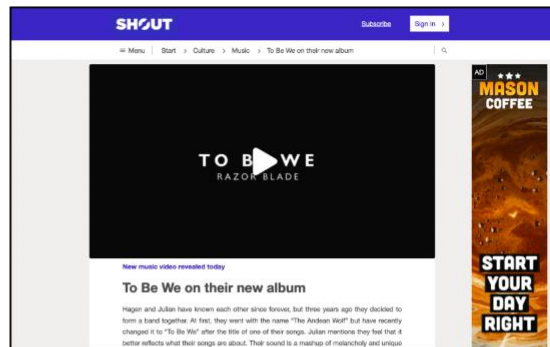 SHOUT
Subscribe
Sign in
Menu
Start > Culture > Music > To Be We on their new album
TO BE WE
RAZOR BLADE
AD
MASON
COFFEE
START
YOUR
DAY
RIGHT
New music video revealed today
To Be We on their new album
Hagen and Julian have known each other since forever, but three years ago they decided to
form a band together. At first, they went with the name "The Andean Wolf" but have recently
changed it to "To Be We" after the title of one of their songs. Julian mentions they feel that it
better reflects what their songs are about. Their sound is a mashup of melancholy and unique